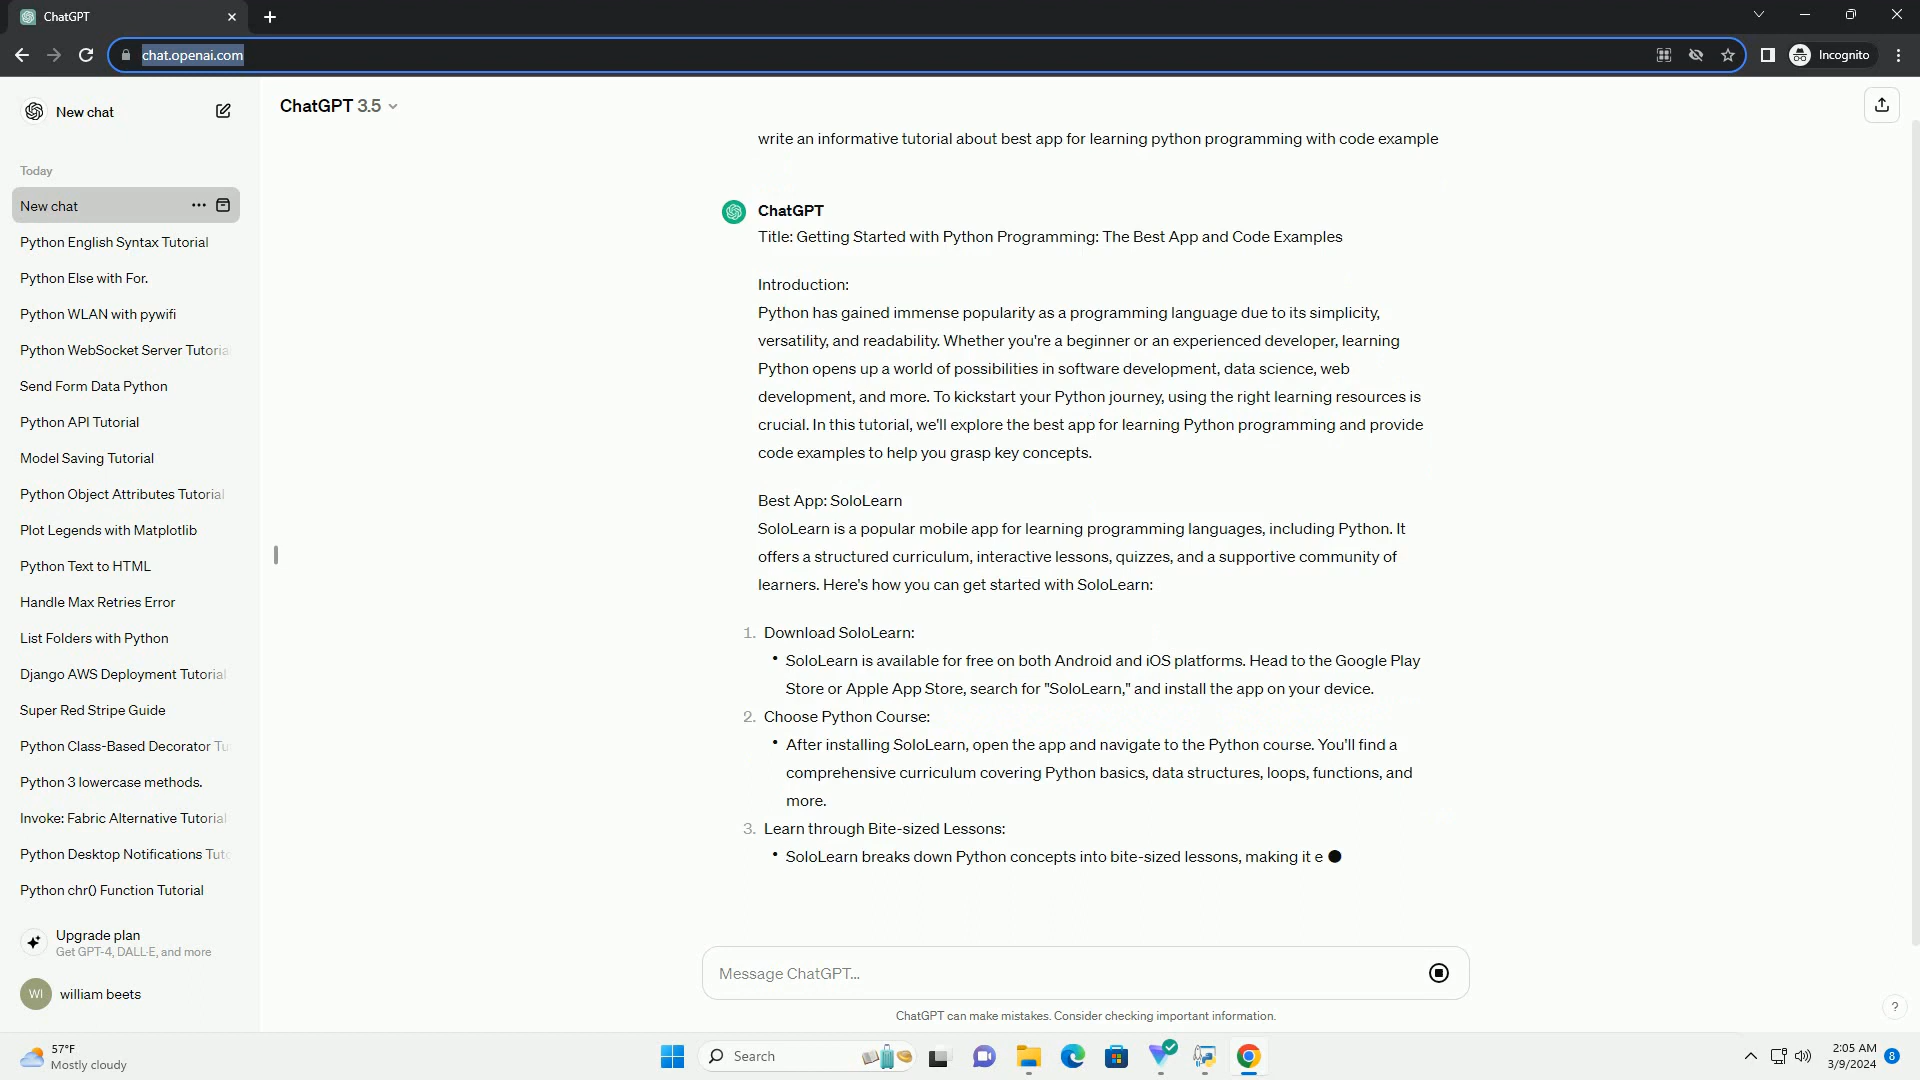 ChatGPT
chat.openai.com
Incognito
New chat
Today
New chat
Python English Syntax Tutorial
Python Else with For.
Python WLAN with pywifi
Python WebSocket Server Tutoria
Send Form Data Python
Python API Tutorial
Model Saving Tutorial
Python Object Attributes Tutorial
Plot Legends with Matplotlib
Python Text to HTML
Handle Max Retries Error
List Folders with Python
Django AWS Deployment Tutorial
Super Red Stripe Guide
Python Class-Based Decorator Tu
Python 3 lowercase methods.
Invoke: Fabric Alternative Tutorial
Python Desktop Notifications Tuto
Python chr() Function Tutorial
Upgrade plan
Get GPT-4, DALL·E, and more
WI
william beets
ChatGPT 3.5
write an informative tutorial about best app for learning python programming with code example
ChatGPT
Title: Getting Started with Python Programming: The Best App and Code Examples
Introduction:
Python has gained immense popularity as a programming language due to its simplicity,
versatility, and readability. Whether you're a beginner or an experienced developer, learning
Python opens up a world of possibilities in software development, data science, web
development, and more. To kickstart your Python journey, using the right learning resources is
crucial. In this tutorial, we'll explore the best app for learning Python programming and provide
code examples to help you grasp key concepts.
Best App: SoloLearn
SoloLearn is a popular mobile app for learning programming languages, including Python. It
offers a structured curriculum, interactive lessons, quizzes, and a supportive community of
learners. Here's how you can get started with SoloLearn:
1. Download SoloLearn:
• SoloLearn is available for free on both Android and iOS platforms. Head to the Google Play
Store or Apple App Store, search for "SoloLearn," and install the app on your device.
2. Choose Python Course:
• After installing SoloLearn, open the app and navigate to the Python course. You'll find a
comprehensive curriculum covering Python basics, data structures, loops, functions, and
more.
3. Learn through Bite-sized Lessons:
• SoloLearn breaks down Python concepts into bite-sized lessons, making it e
Message ChatGPT...
ChatGPT can make mistakes. Consider checking important information.
?
57°F
Mostly cloudy
Search
2:05 AM
3/9/2024
8